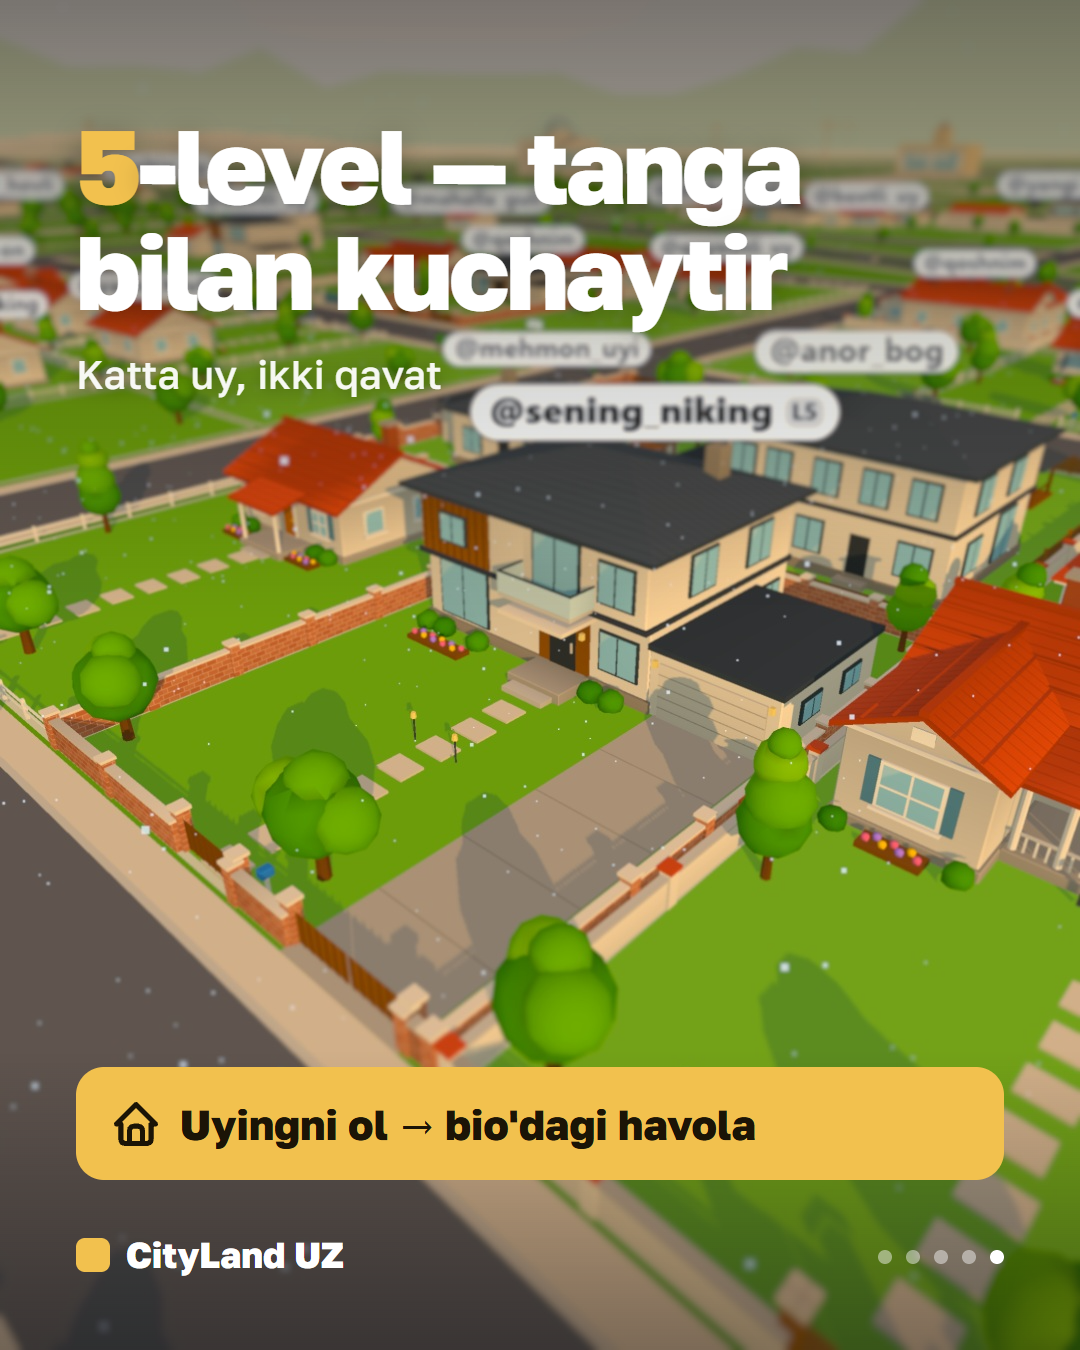 5-level — tanga
bilan kuchaytir
Katta uy, ikki qavat
@mehmon_uyi
@anor_bog
@sening_niking L5
Uyingni ol → bio'dagi havola
CityLand UZ